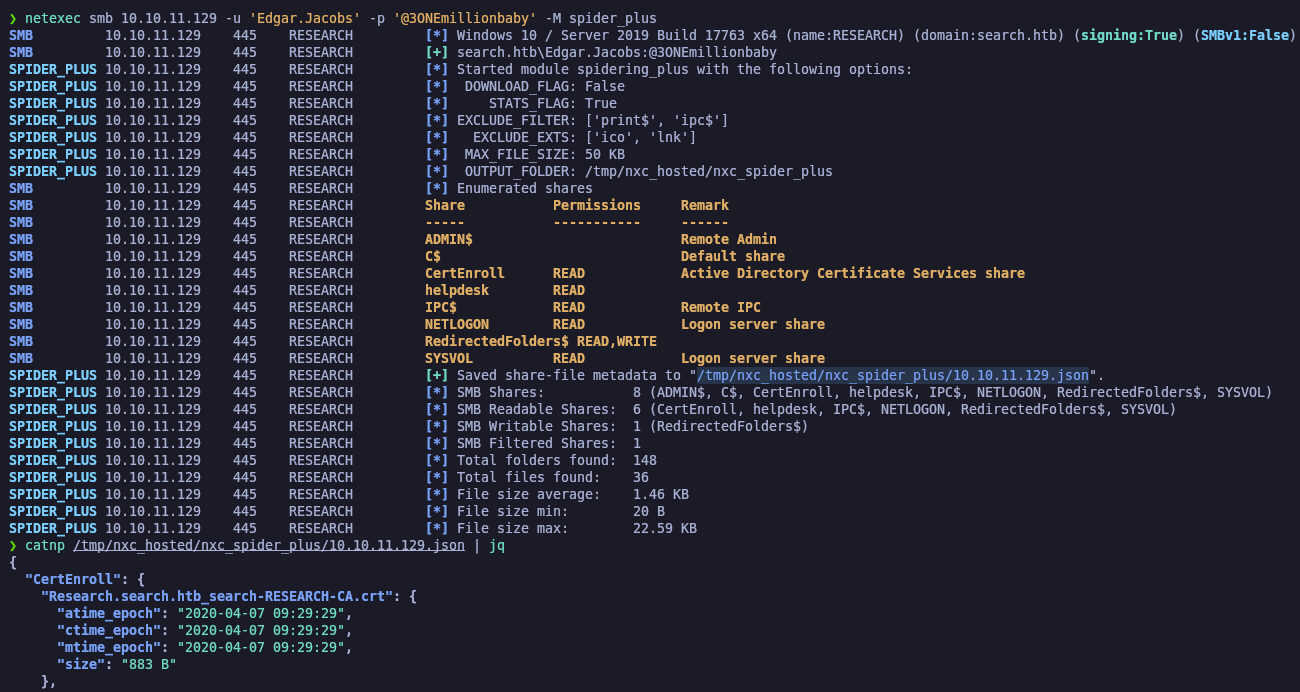 ❯ netexec smb 10.10.11.129 -u 'Edgar.Jacobs' -p '@3ONEmillionbaby' -M spider_plus
SMB         10.10.11.129    445    RESEARCH         [*] Windows 10 / Server 2019 Build 17763 x64 (name:RESEARCH) (domain:search.htb) (signing:True) (SMBv1:False)
SMB         10.10.11.129    445    RESEARCH         [+] search.htb\Edgar.Jacobs:@3ONEmillionbaby
SPIDER_PLUS 10.10.11.129    445    RESEARCH         [*] Started module spidering_plus with the following options:
SPIDER_PLUS 10.10.11.129    445    RESEARCH         [*]  DOWNLOAD_FLAG: False
SPIDER_PLUS 10.10.11.129    445    RESEARCH         [*]     STATS_FLAG: True
SPIDER_PLUS 10.10.11.129    445    RESEARCH         [*] EXCLUDE_FILTER: ['print$', 'ipc$']
SPIDER_PLUS 10.10.11.129    445    RESEARCH         [*]   EXCLUDE_EXTS: ['ico', 'lnk']
SPIDER_PLUS 10.10.11.129    445    RESEARCH         [*]  MAX_FILE_SIZE: 50 KB
SPIDER_PLUS 10.10.11.129    445    RESEARCH         [*]  OUTPUT_FOLDER: /tmp/nxc_hosted/nxc_spider_plus
SMB         10.10.11.129    445    RESEARCH         [*] Enumerated shares
SMB         10.10.11.129    445    RESEARCH         Share           Permissions     Remark
SMB         10.10.11.129    445    RESEARCH         -----           -----------     ------
SMB         10.10.11.129    445    RESEARCH         ADMIN$                          Remote Admin
SMB         10.10.11.129    445    RESEARCH         C$                              Default share
SMB         10.10.11.129    445    RESEARCH         CertEnroll      READ            Active Directory Certificate Services share
SMB         10.10.11.129    445    RESEARCH         helpdesk        READ
SMB         10.10.11.129    445    RESEARCH         IPC$            READ            Remote IPC
SMB         10.10.11.129    445    RESEARCH         NETLOGON        READ            Logon server share
SMB         10.10.11.129    445    RESEARCH         RedirectedFolders$ READ,WRITE
SMB         10.10.11.129    445    RESEARCH         SYSVOL          READ            Logon server share
SPIDER_PLUS 10.10.11.129    445    RESEARCH         [+] Saved share-file metadata to "/tmp/nxc_hosted/nxc_spider_plus/10.10.11.129.json".
SPIDER_PLUS 10.10.11.129    445    RESEARCH         [*] SMB Shares:           8 (ADMIN$, C$, CertEnroll, helpdesk, IPC$, NETLOGON, RedirectedFolders$, SYSVOL)
SPIDER_PLUS 10.10.11.129    445    RESEARCH         [*] SMB Readable Shares:  6 (CertEnroll, helpdesk, IPC$, NETLOGON, RedirectedFolders$, SYSVOL)
SPIDER_PLUS 10.10.11.129    445    RESEARCH         [*] SMB Writable Shares:  1 (RedirectedFolders$)
SPIDER_PLUS 10.10.11.129    445    RESEARCH         [*] SMB Filtered Shares:  1
SPIDER_PLUS 10.10.11.129    445    RESEARCH         [*] Total folders found:  148
SPIDER_PLUS 10.10.11.129    445    RESEARCH         [*] Total files found:    36
SPIDER_PLUS 10.10.11.129    445    RESEARCH         [*] File size average:    1.46 KB
SPIDER_PLUS 10.10.11.129    445    RESEARCH         [*] File size min:        20 B
SPIDER_PLUS 10.10.11.129    445    RESEARCH         [*] File size max:        22.59 KB
❯ catnp /tmp/nxc_hosted/nxc_spider_plus/10.10.11.129.json | jq
{
  "CertEnroll": {
    "Research.search.htb_search-RESEARCH-CA.crt": {
      "atime_epoch": "2020-04-07 09:29:29",
      "ctime_epoch": "2020-04-07 09:29:29",
      "mtime_epoch": "2020-04-07 09:29:29",
      "size": "883 B"
    },